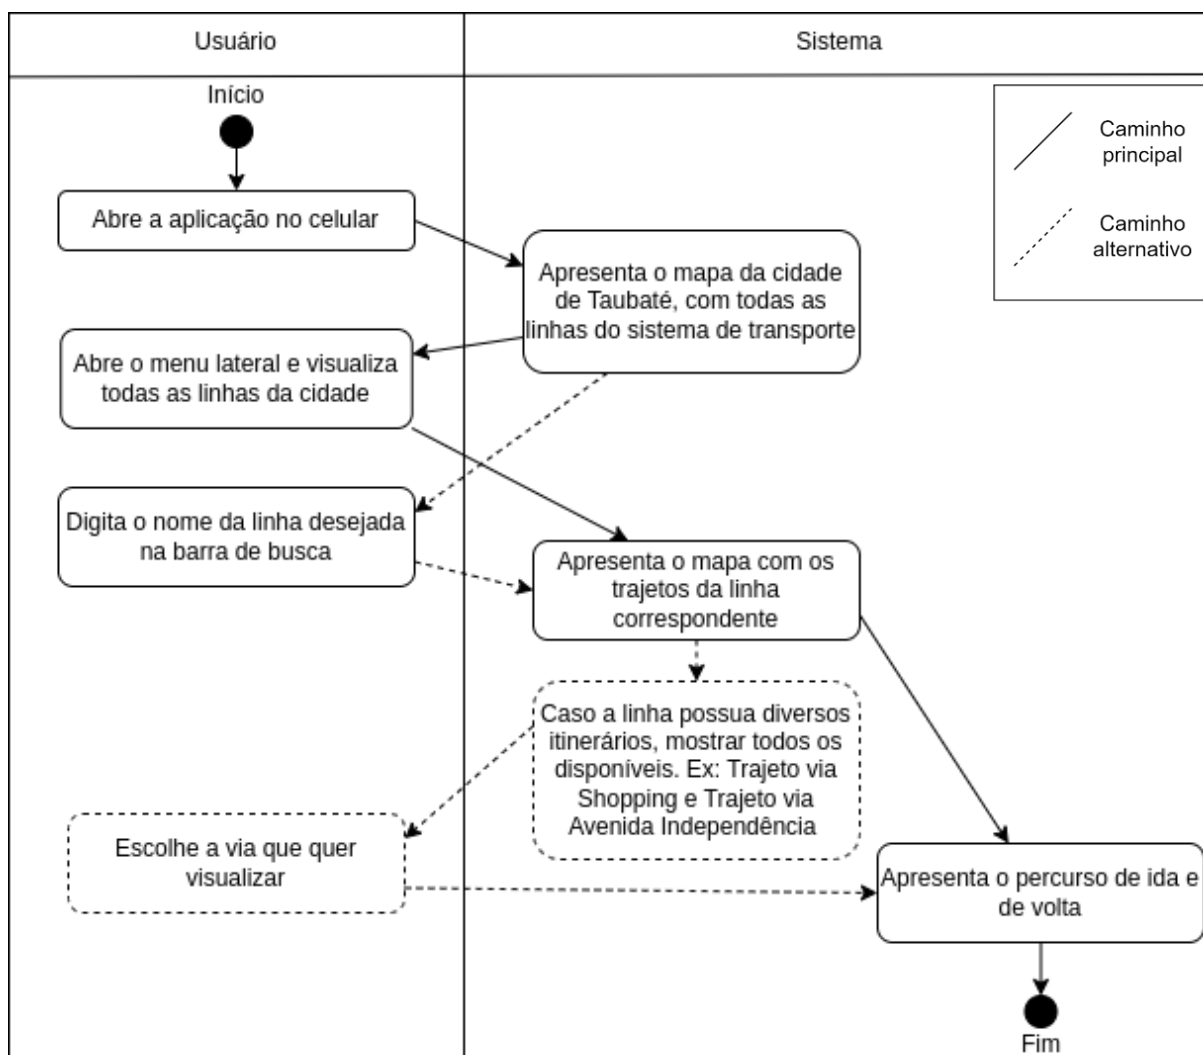 Usuário
Sistema
Início
Caminho
principal
Caminho
alternativo
Abre a aplicação no celular
Apresenta o mapa da cidade
de Taubaté, com todas as
linhas do sistema de transporte
Abre o menu lateral e visualiza
todas as linhas da cidade
Digita o nome da linha desejada
na barra de busca
Apresenta o mapa com os
trajetos da linha
correspondente
Caso a linha possua diversos
itinerários, mostrar todos os
disponíveis. Ex: Trajeto via
Shopping e Trajeto via
Avenida Independência
Escolhe a via que quer
visualizar
Apresenta o percurso de ida e
de volta
Fim